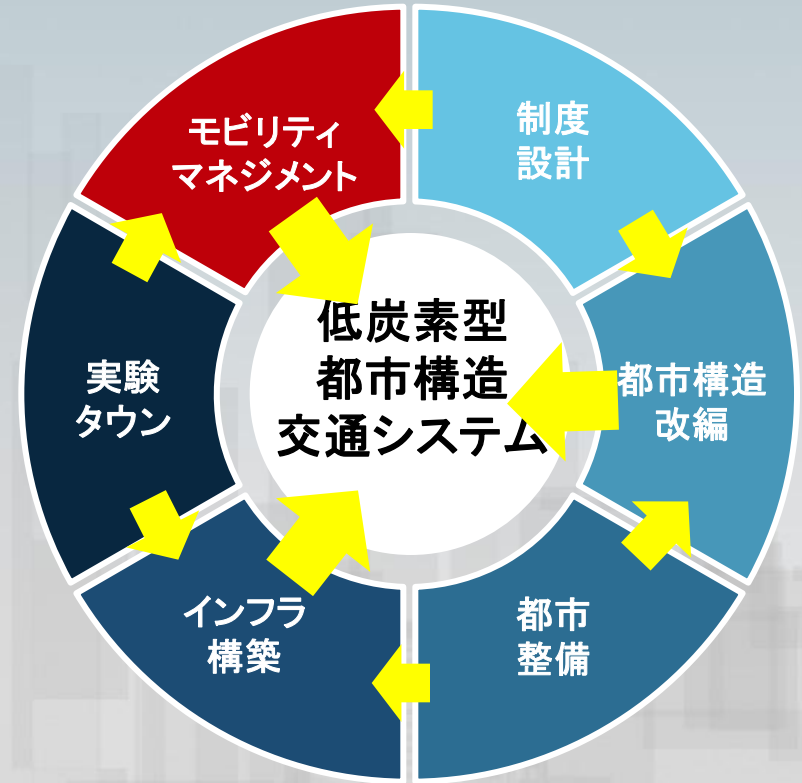 制度
設計
都市構造
改編
都市
整備
インフラ
構築
実験
タウン
モビリティ
マネジメント
低炭素型
都市構造
交通システム